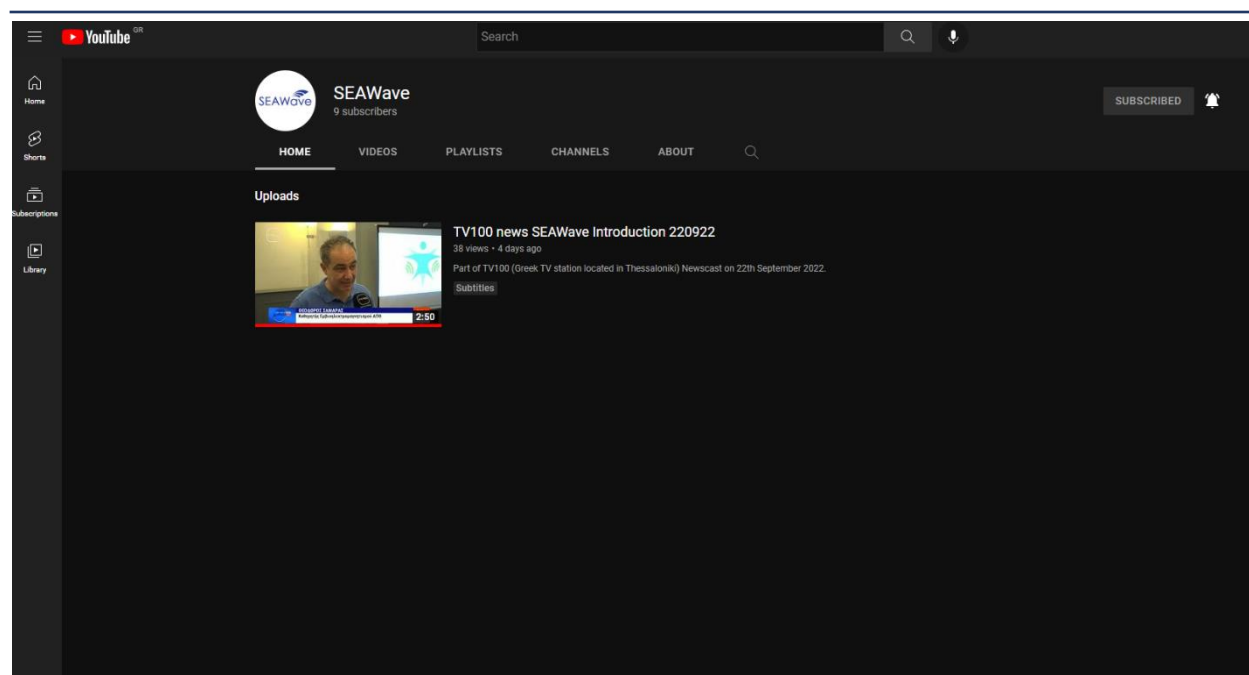 YouTube GR
Search
Home
Shorts
Subscriptions
Library
SEAWave
SEAWave
9 subscribers
SUBSCRIBED
HOME VIDEOS PLAYLISTS CHANNELS ABOUT
Uploads
TV100 news SEAWave Introduction 220922
38 views • 4 days ago
Part of TV100 (Greek TV station located in Thessaloniki) Newscast on 22th September 2022.
Subtitles
ΘΕΟΔΩΡΟΣ ΣΑΜΑΡΑΣ
2:50